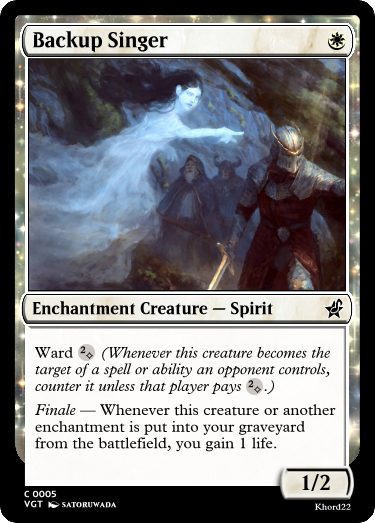 Backup Singer
Enchantment Creature — Spirit
Ward 2 (Whenever this creature becomes the
target of a spell or ability an opponent controls,
counter it unless that player pays 2.)
Finale — Whenever this creature or another
enchantment is put into your graveyard
from the battlefield, you gain 1 life.
1/2
C 0005
VGT SATORUWADA
Khord22